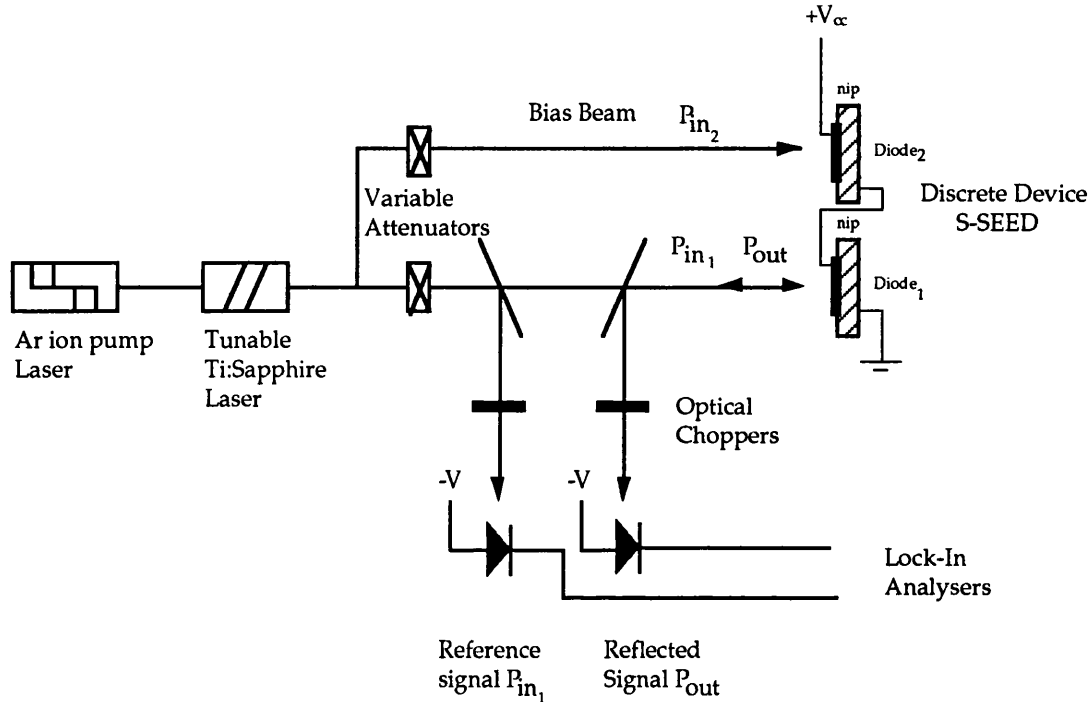 +Vcc
nip
Bias Beam
Pin2
Diode2
Discrete Device
S-SEED
Variable
Attenuators
nip
Pin1
Pout
Diode1
Ar ion pump
Laser
Tunable
Ti:Sapphire
Laser
Optical
Choppers
-V
-V
Lock-In
Analysers
Reference
signal Pin1
Reflected
Signal Pout